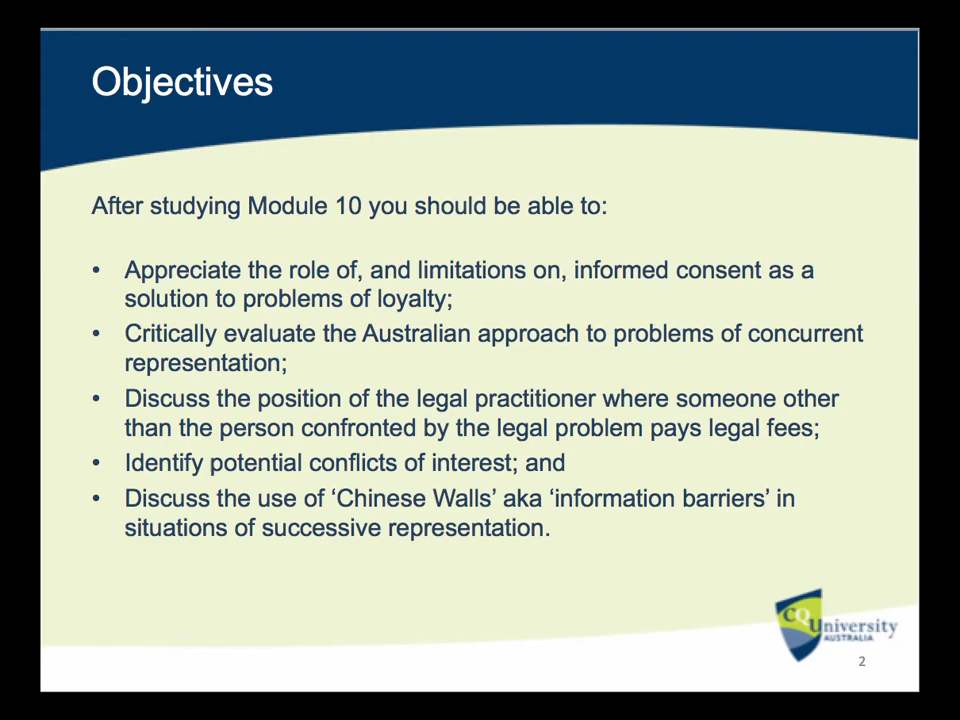 Objectives
After studying Module 10 you should be able to:
• Appreciate the role of, and limitations on, informed consent as a
solution to problems of loyalty;
• Critically evaluate the Australian approach to problems of concurrent
representation;
• Discuss the position of the legal practitioner where someone other
than the person confronted by the legal problem pays legal fees;
• Identify potential conflicts of interest; and
• Discuss the use of ‘Chinese Walls’ aka ‘information barriers’ in
situations of successive representation.
CQUniversity
AUSTRALIA
2